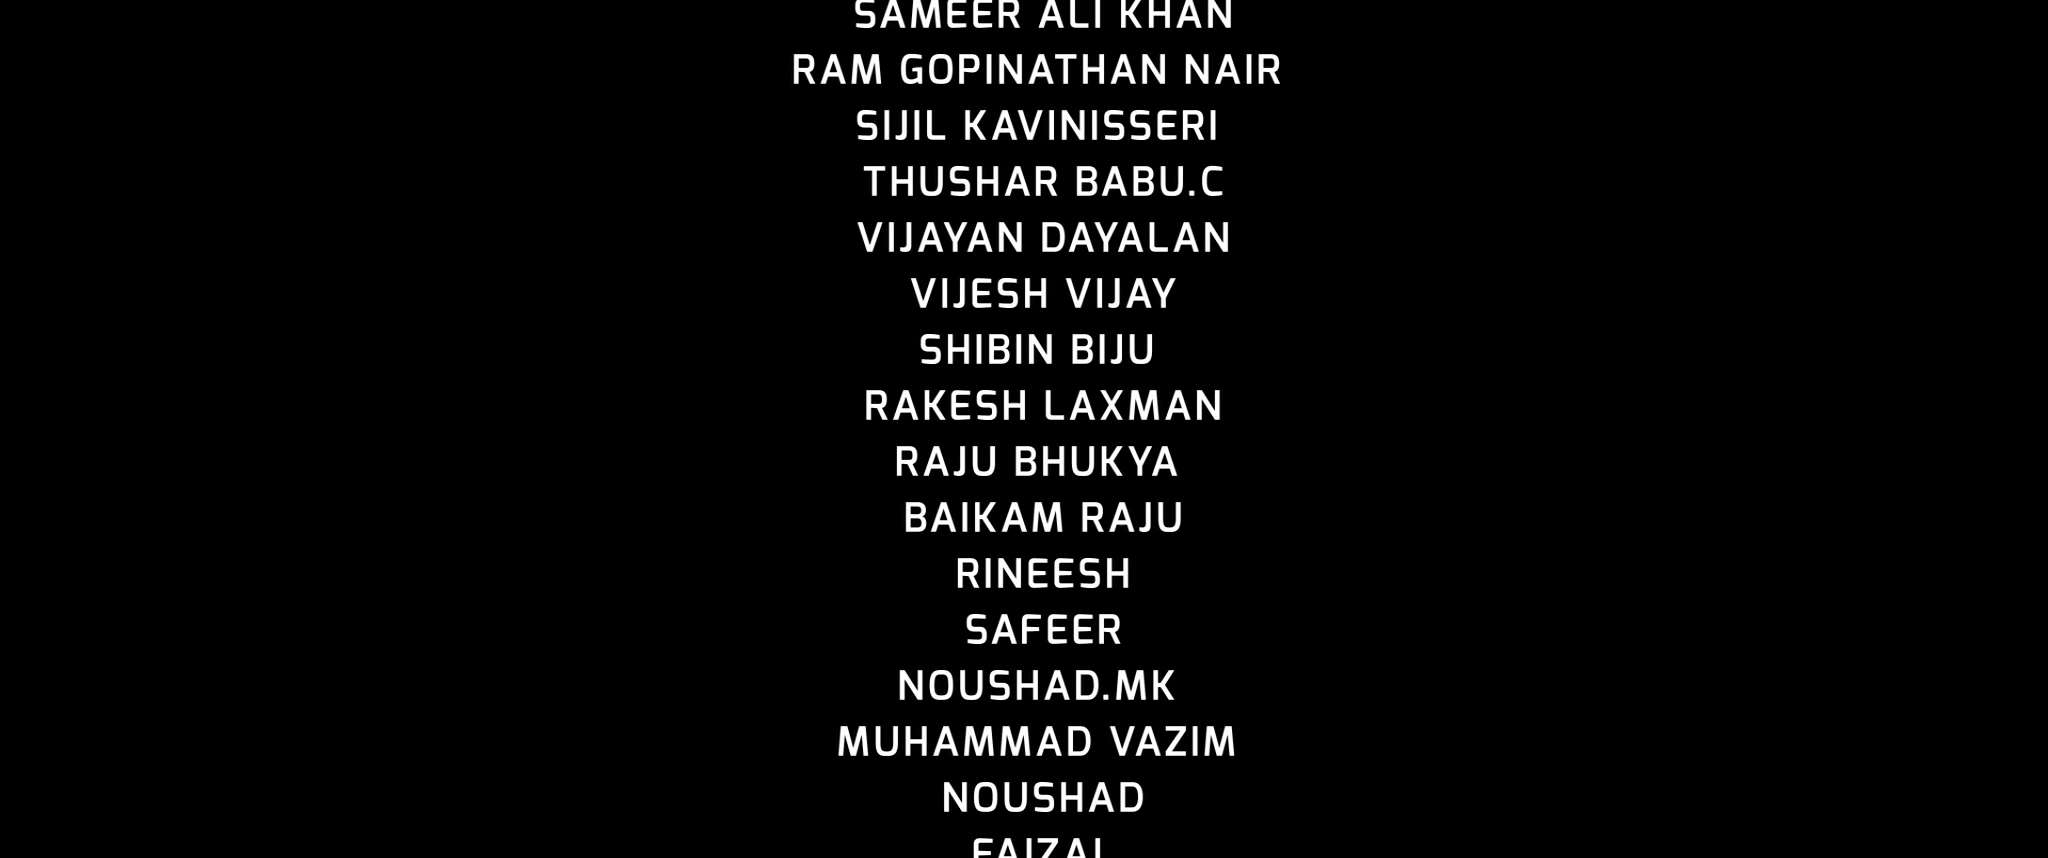 SAMEER ALI KHAN
RAM GOPINATHAN NAIR
SIJIL KAVINISSERI
THUSHAR BABU.C
VIJAYAN DAYALAN
VIJESH VIJAY
SHIBIN BIJU
RAKESH LAXMAN
RAJU BHUKYA
BAIKAM RAJU
RINEESH
SAFEER
NOUSHAD.MK
MUHAMMAD VAZIM
NOUSHAD
FAIZAL